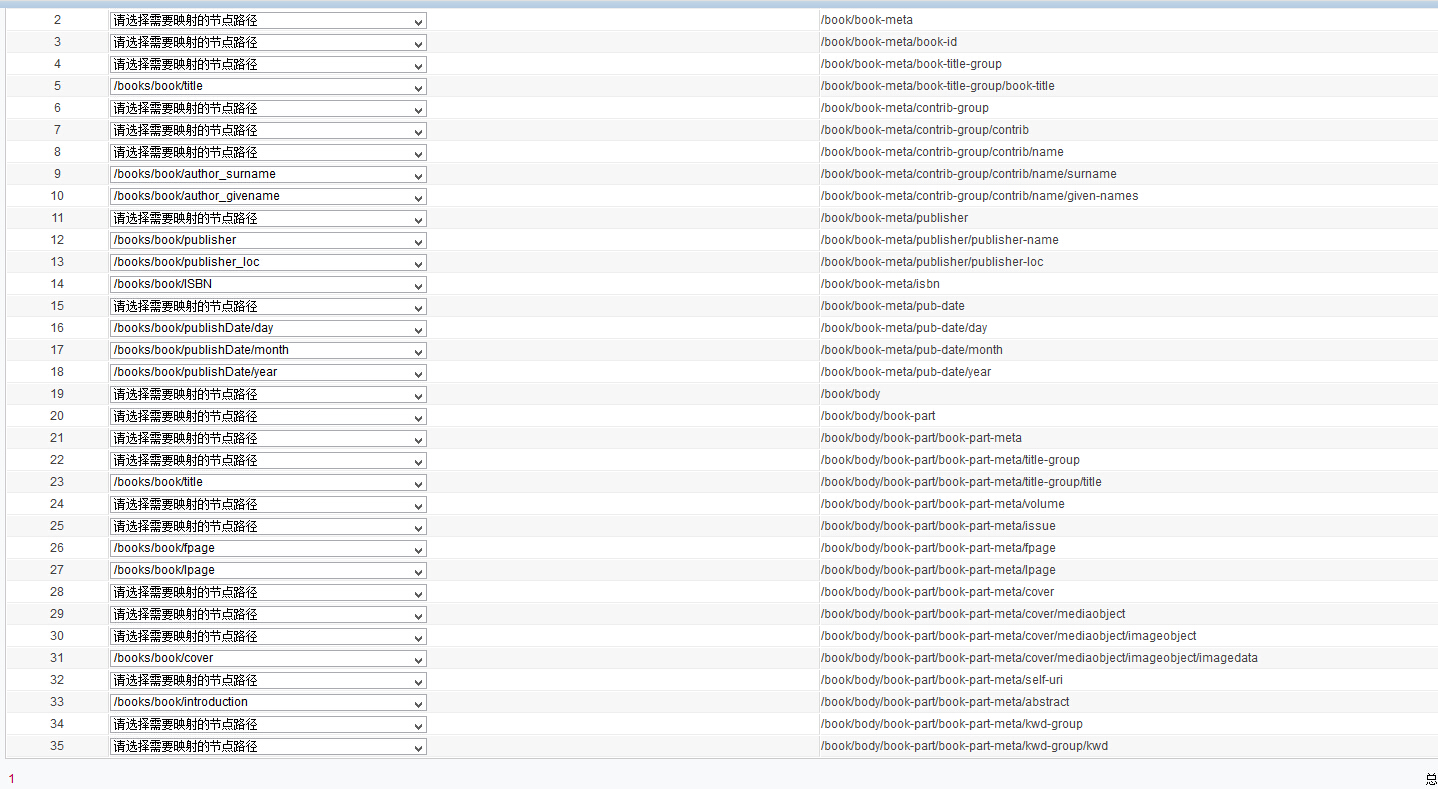 2 请选择需要映射的节点路径 /book/book-meta
3 请选择需要映射的节点路径 /book/book-meta/book-id
4 请选择需要映射的节点路径 /book/book-meta/book-title-group
5 /books/book/title /book/book-meta/book-title-group/book-title
6 请选择需要映射的节点路径 /book/book-meta/contrib-group
7 请选择需要映射的节点路径 /book/book-meta/contrib-group/contrib
8 请选择需要映射的节点路径 /book/book-meta/contrib-group/contrib/name
9 /books/book/author_surname /book/book-meta/contrib-group/contrib/name/surname
10 /books/book/author_givename /book/book-meta/contrib-group/contrib/name/given-names
11 请选择需要映射的节点路径 /book/book-meta/publisher
12 /books/book/publisher /book/book-meta/publisher/publisher-name
13 /books/book/publisher_loc /book/book-meta/publisher/publisher-loc
14 /books/book/ISBN /book/book-meta/isbn
15 请选择需要映射的节点路径 /book/book-meta/pub-date
16 /books/book/publishDate/day /book/book-meta/pub-date/day
17 /books/book/publishDate/month /book/book-meta/pub-date/month
18 /books/book/publishDate/year /book/book-meta/pub-date/year
19 请选择需要映射的节点路径 /book/body
20 请选择需要映射的节点路径 /book/body/book-part
21 请选择需要映射的节点路径 /book/body/book-part/book-part-meta
22 请选择需要映射的节点路径 /book/body/book-part/book-part-meta/title-group
23 /books/book/title /book/body/book-part/book-part-meta/title-group/title
24 请选择需要映射的节点路径 /book/body/book-part/book-part-meta/volume
25 请选择需要映射的节点路径 /book/body/book-part/book-part-meta/issue
26 /books/book/fpage /book/body/book-part/book-part-meta/fpage
27 /books/book/lpage /book/body/book-part/book-part-meta/lpage
28 请选择需要映射的节点路径 /book/body/book-part/book-part-meta/cover
29 请选择需要映射的节点路径 /book/body/book-part/book-part-meta/cover/mediaobject
30 请选择需要映射的节点路径 /book/body/book-part/book-part-meta/cover/mediaobject/imageobject
31 /books/book/cover /book/body/book-part/book-part-meta/cover/mediaobject/imageobject/imagedata
32 请选择需要映射的节点路径 /book/body/book-part/book-part-meta/self-uri
33 /books/book/introduction /book/body/book-part/book-part-meta/abstract
34 请选择需要映射的节点路径 /book/body/book-part/book-part-meta/kwd-group
35 请选择需要映射的节点路径 /book/body/book-part/book-part-meta/kwd-group/kwd
1 总